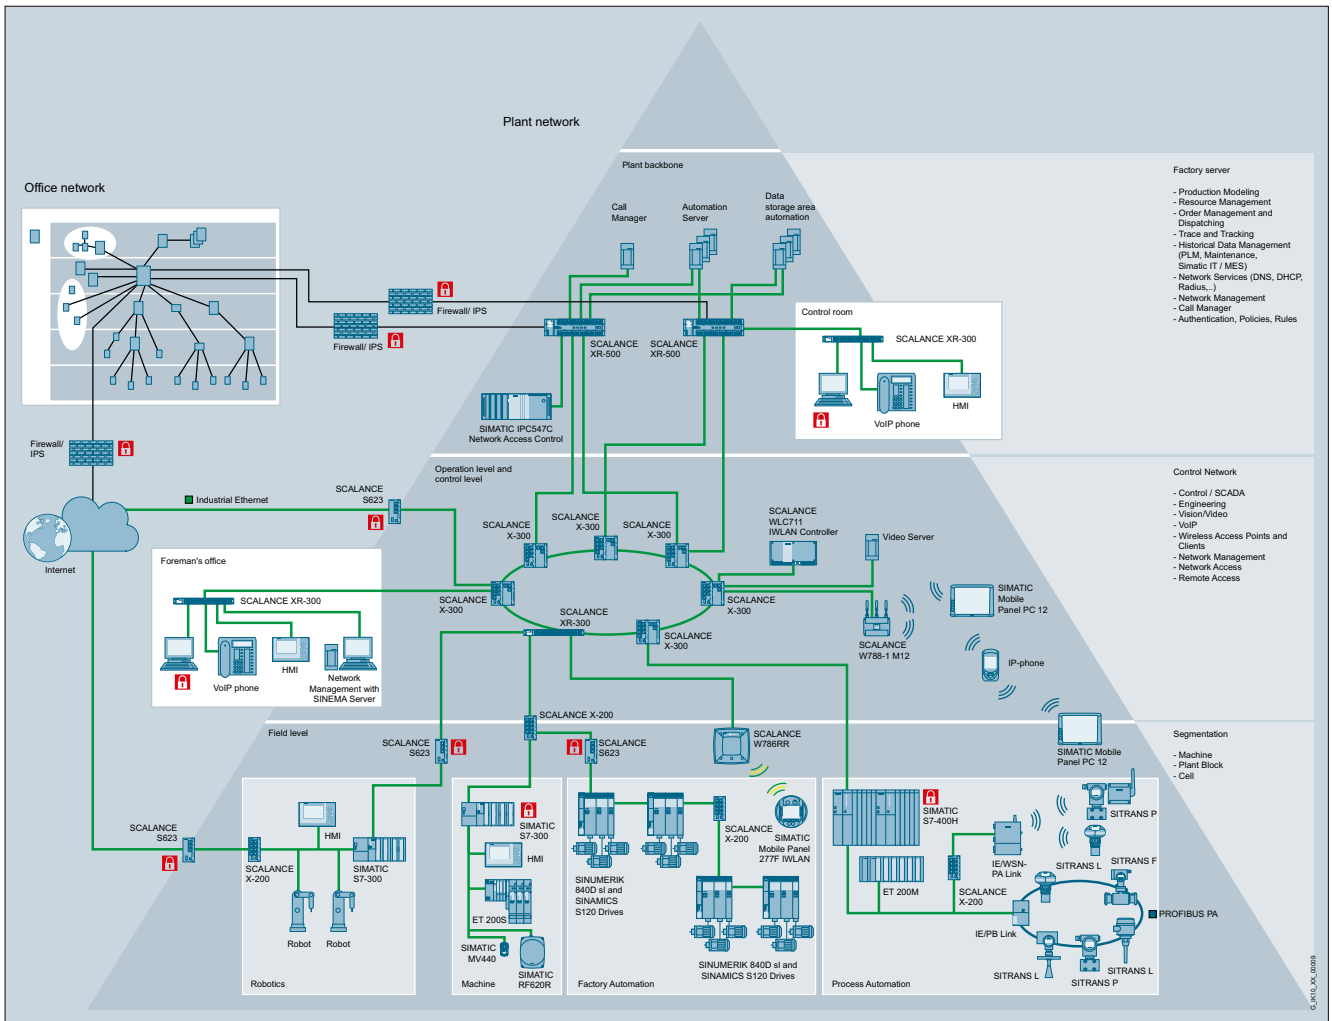 Plant network
Plant backbone
Office network
Call
Manager
Automation
Server
Data
storage area
automation
Factory server
- Production Modeling
- Resource Management
- Order Management and
Dispatching
- Trace and Tracking
- Historical Data Management
(PLM, Maintenance,
Simatic IT / MES)
- Network Services (DNS, DHCP,
Radius,..)
- Network Management
- Call Manager
- Authentication, Policies, Rules
Firewall/ IPS
Firewall/ IPS
SCALANCE
XR-500
SCALANCE
XR-500
Control room
SCALANCE XR-300
VoIP phone
HMI
SIMATIC IPC547C
Network Access Control
Firewall/
IPS
Internet
Industrial Ethernet
SCALANCE
S623
Operation level and
control level
SCALANCE
X-300
SCALANCE
X-300
SCALANCE
X-300
SCALANCE
WLC711
IWLAN Controller
Video Server
Control Network
- Control / SCADA
- Engineering
- Vision/Video
- VoIP
- Wireless Access Points and
Clients
- Network Management
- Network Access
- Remote Access
Foreman's office
SCALANCE XR-300
VoIP phone
HMI
Network
Management with
SINEMA Server
SCALANCE
X-300
SCALANCE
XR-300
SCALANCE
X-300
SCALANCE
X-300
SCALANCE
W788-1 M12
SIMATIC
Mobile
Panel PC 12
IP-phone
SIMATIC Mobile
Panel PC 12
Field level
SCALANCE X-200
SCALANCE
S623
SCALANCE
S623
SCALANCE
W786RR
Segmentation
- Machine
- Plant Block
- Cell
SCALANCE
S623
SCALANCE
X-200
HMI
SIMATIC
S7-300
Robot
Robot
Robotics
SIMATIC
S7-300
HMI
ET 200S
SIMATIC
MV440
SIMATIC
RF620R
Machine
SINUMERIK
840D sl and
SINAMICS
S120 Drives
SCALANCE
X-200
SIMATIC
Mobile Panel
277F IWLAN
SINUMERIK 840D sl and
SINAMICS S120 Drives
Factory Automation
SIMATIC
S7-400H
ET 200M
SCALANCE
X-200
IE/WSN-
PA Link
SITRANS P
SITRANS L
SITRANS F
IE/PB Link
PROFIBUS PA
SITRANS L
SITRANS P
SITRANS L
Process Automation
G_IK10_XX_00009